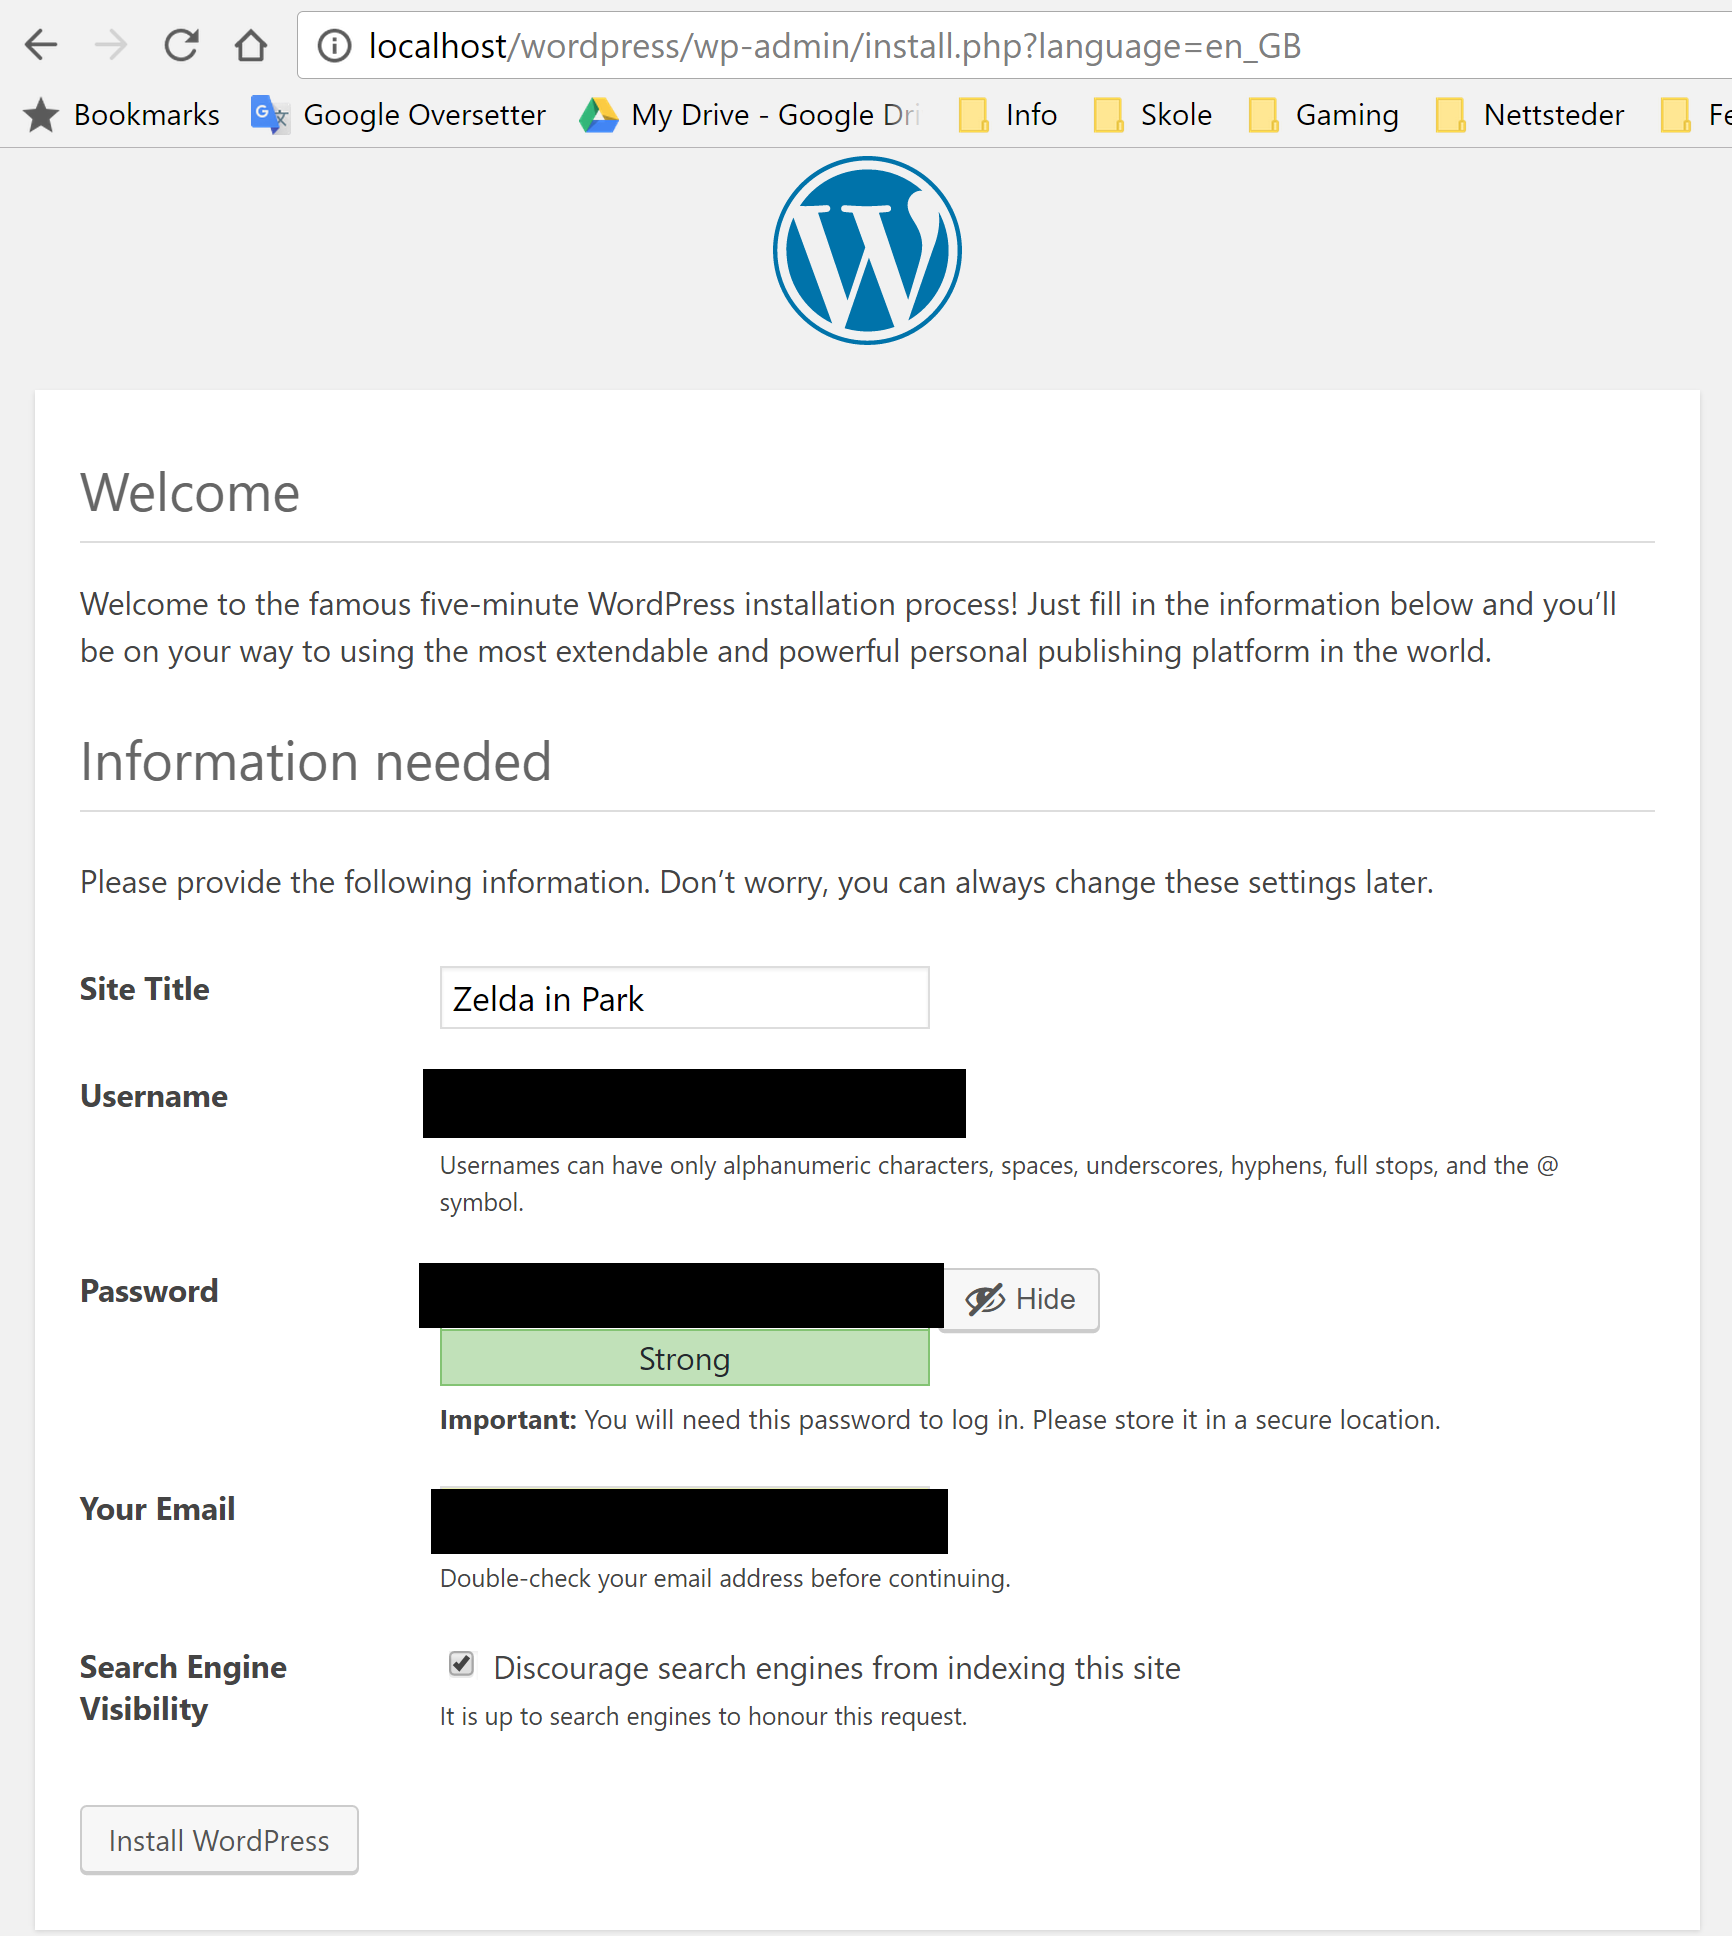 localhost/wordpress/wp-admin/install.php?language=en_GB
Bookmarks Google Oversetter My Drive - Google Dri Info Skole Gaming Nettsteder Fe
Welcome
Welcome to the famous five-minute WordPress installation process! Just fill in the information below and you’ll
be on your way to using the most extendable and powerful personal publishing platform in the world.
Information needed
Please provide the following information. Don’t worry, you can always change these settings later.
Site Title Zelda in Park
Username
Usernames can have only alphanumeric characters, spaces, underscores, hyphens, full stops, and the @
symbol.
Password Hide
Strong
Important: You will need this password to log in. Please store it in a secure location.
Your Email
Double-check your email address before continuing.
Search Engine Discourage search engines from indexing this site
Visibility It is up to search engines to honour this request.
Install WordPress